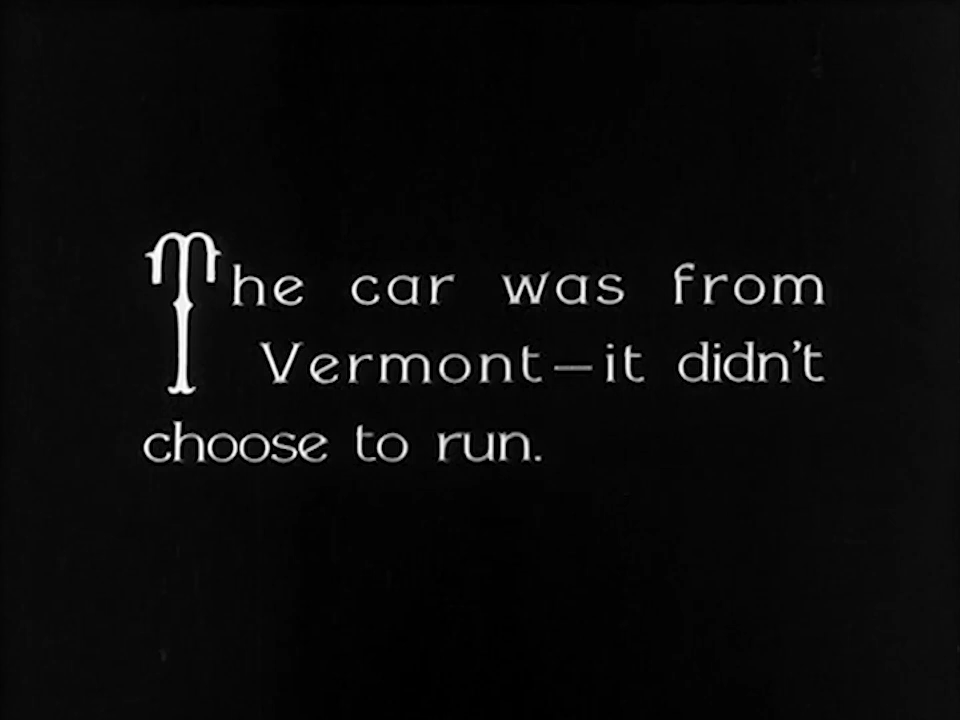 The car was from
Vermont—it didn't
choose to run.